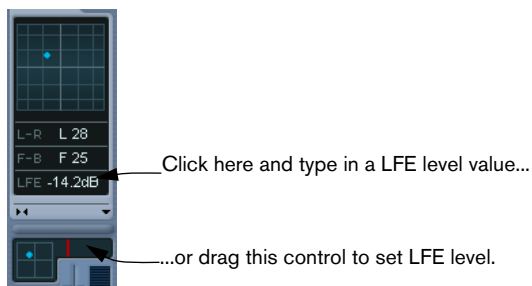 L-R L 28
F-B F 25
LFE -14.2dB
Click here and type in a LFE level value...
...or drag this control to set LFE level.